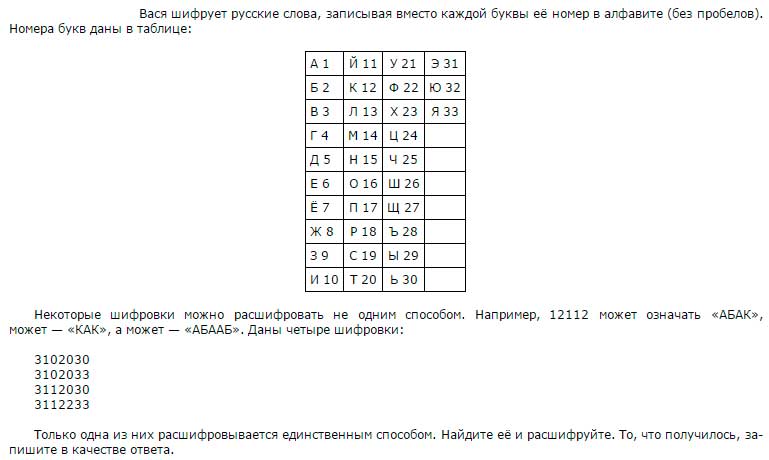 Вася шифрует русские слова, записывая вместо каждой буквы её номер в алфавите (без пробелов).
Номера букв даны в таблице:
А 1 Й 11 У 21 Э 31
Б 2 К 12 Ф 22 Ю 32
В 3 Л 13 Х 23 Я 33
Г 4 М 14 Ц 24
Д 5 Н 15 Ч 25
Е 6 О 16 Ш 26
Ё 7 П 17 Щ 27
Ж 8 Р 18 Ъ 28
З 9 С 19 Ы 29
И 10 Т 20 Ь 30
Некоторые шифровки можно расшифровать не одним способом. Например, 12112 может означать «АБАК»,
может — «КАК», а может — «АБААБ». Даны четыре шифровки:
3102030
3102033
3112030
3112233
Только одна из них расшифровывается единственным способом. Найдите её и расшифруйте. То, что получилось, за-
пишите в качестве ответа.